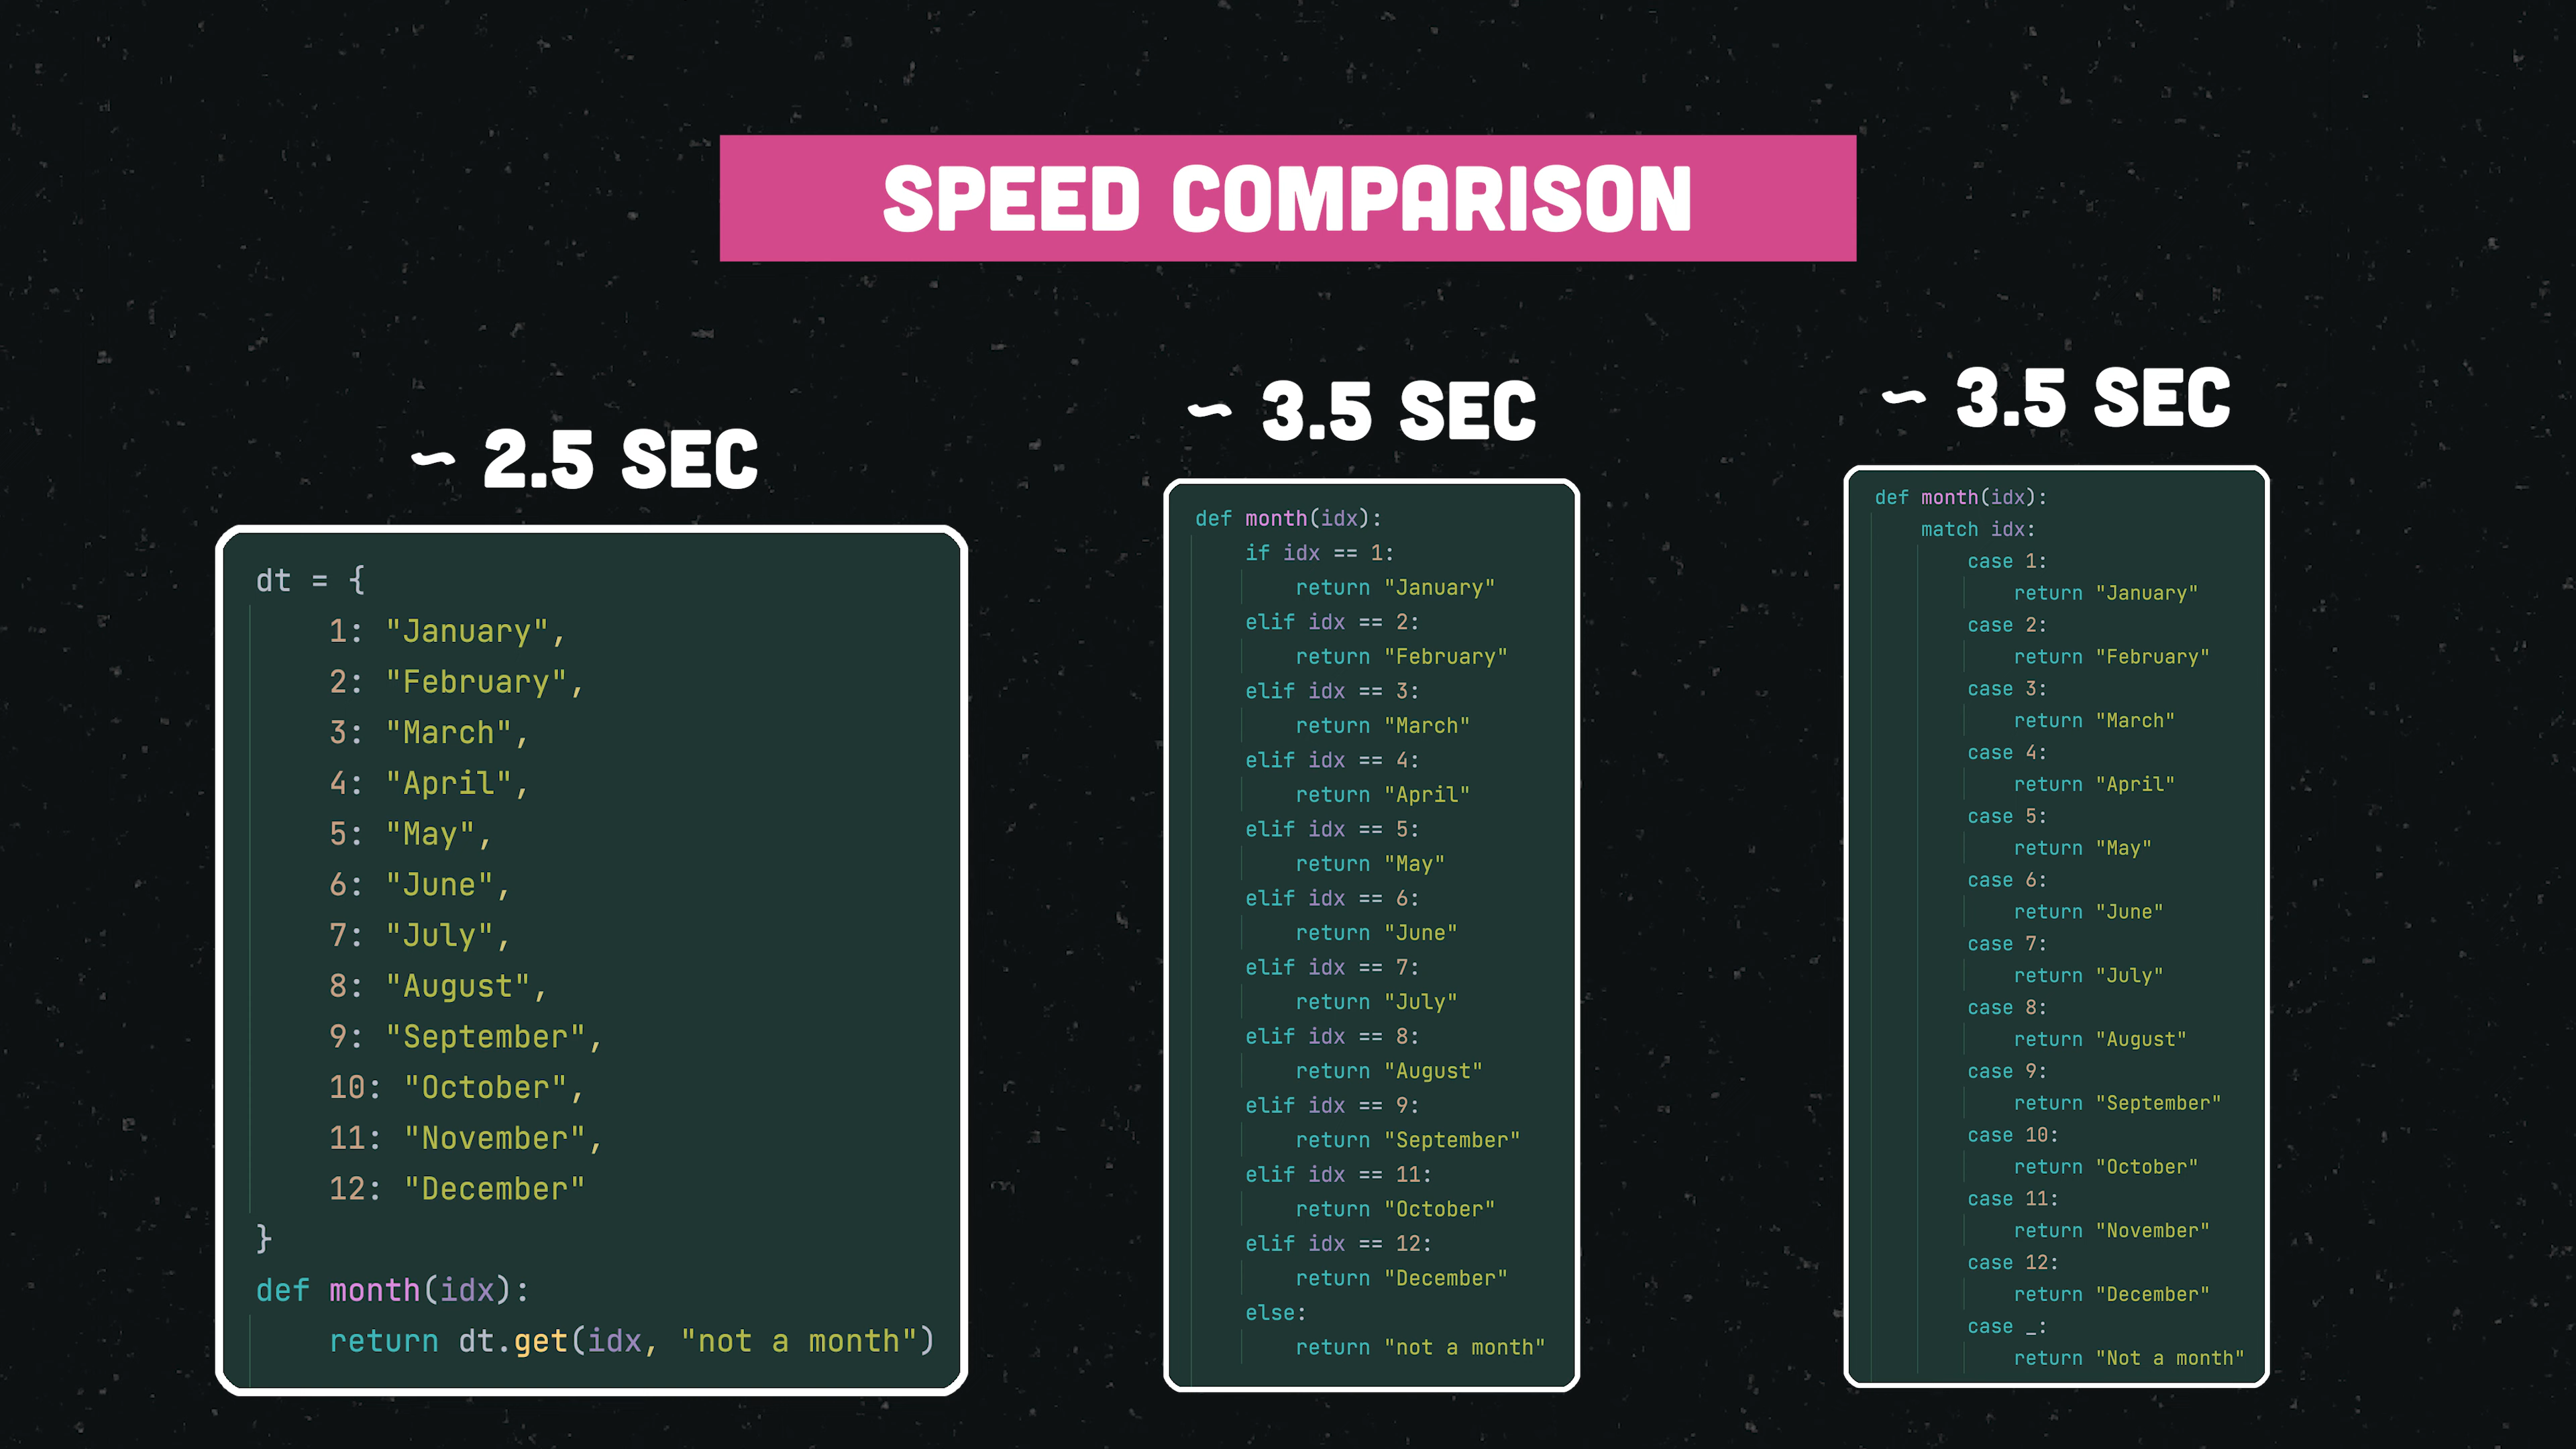 SPEED COMPARISON
~ 2.5 SEC
dt = {
    1: "January",
    2: "February",
    3: "March",
    4: "April",
    5: "May",
    6: "June",
    7: "July",
    8: "August",
    9: "September",
    10: "October",
    11: "November",
    12: "December"
}
def month(idx):
    return dt.get(idx, "not a month")
~ 3.5 SEC
def month(idx):
    if idx == 1:
        return "January"
    elif idx == 2:
        return "February"
    elif idx == 3:
        return "March"
    elif idx == 4:
        return "April"
    elif idx == 5:
        return "May"
    elif idx == 6:
        return "June"
    elif idx == 7:
        return "July"
    elif idx == 8:
        return "August"
    elif idx == 9:
        return "September"
    elif idx == 11:
        return "October"
    elif idx == 12:
        return "December"
    else:
        return "not a month"
~ 3.5 SEC
def month(idx):
    match idx:
        case 1:
            return "January"
        case 2:
            return "February"
        case 3:
            return "March"
        case 4:
            return "April"
        case 5:
            return "May"
        case 6:
            return "June"
        case 7:
            return "July"
        case 8:
            return "August"
        case 9:
            return "September"
        case 10:
            return "October"
        case 11:
            return "November"
        case 12:
            return "December"
        case _:
            return "Not a month"